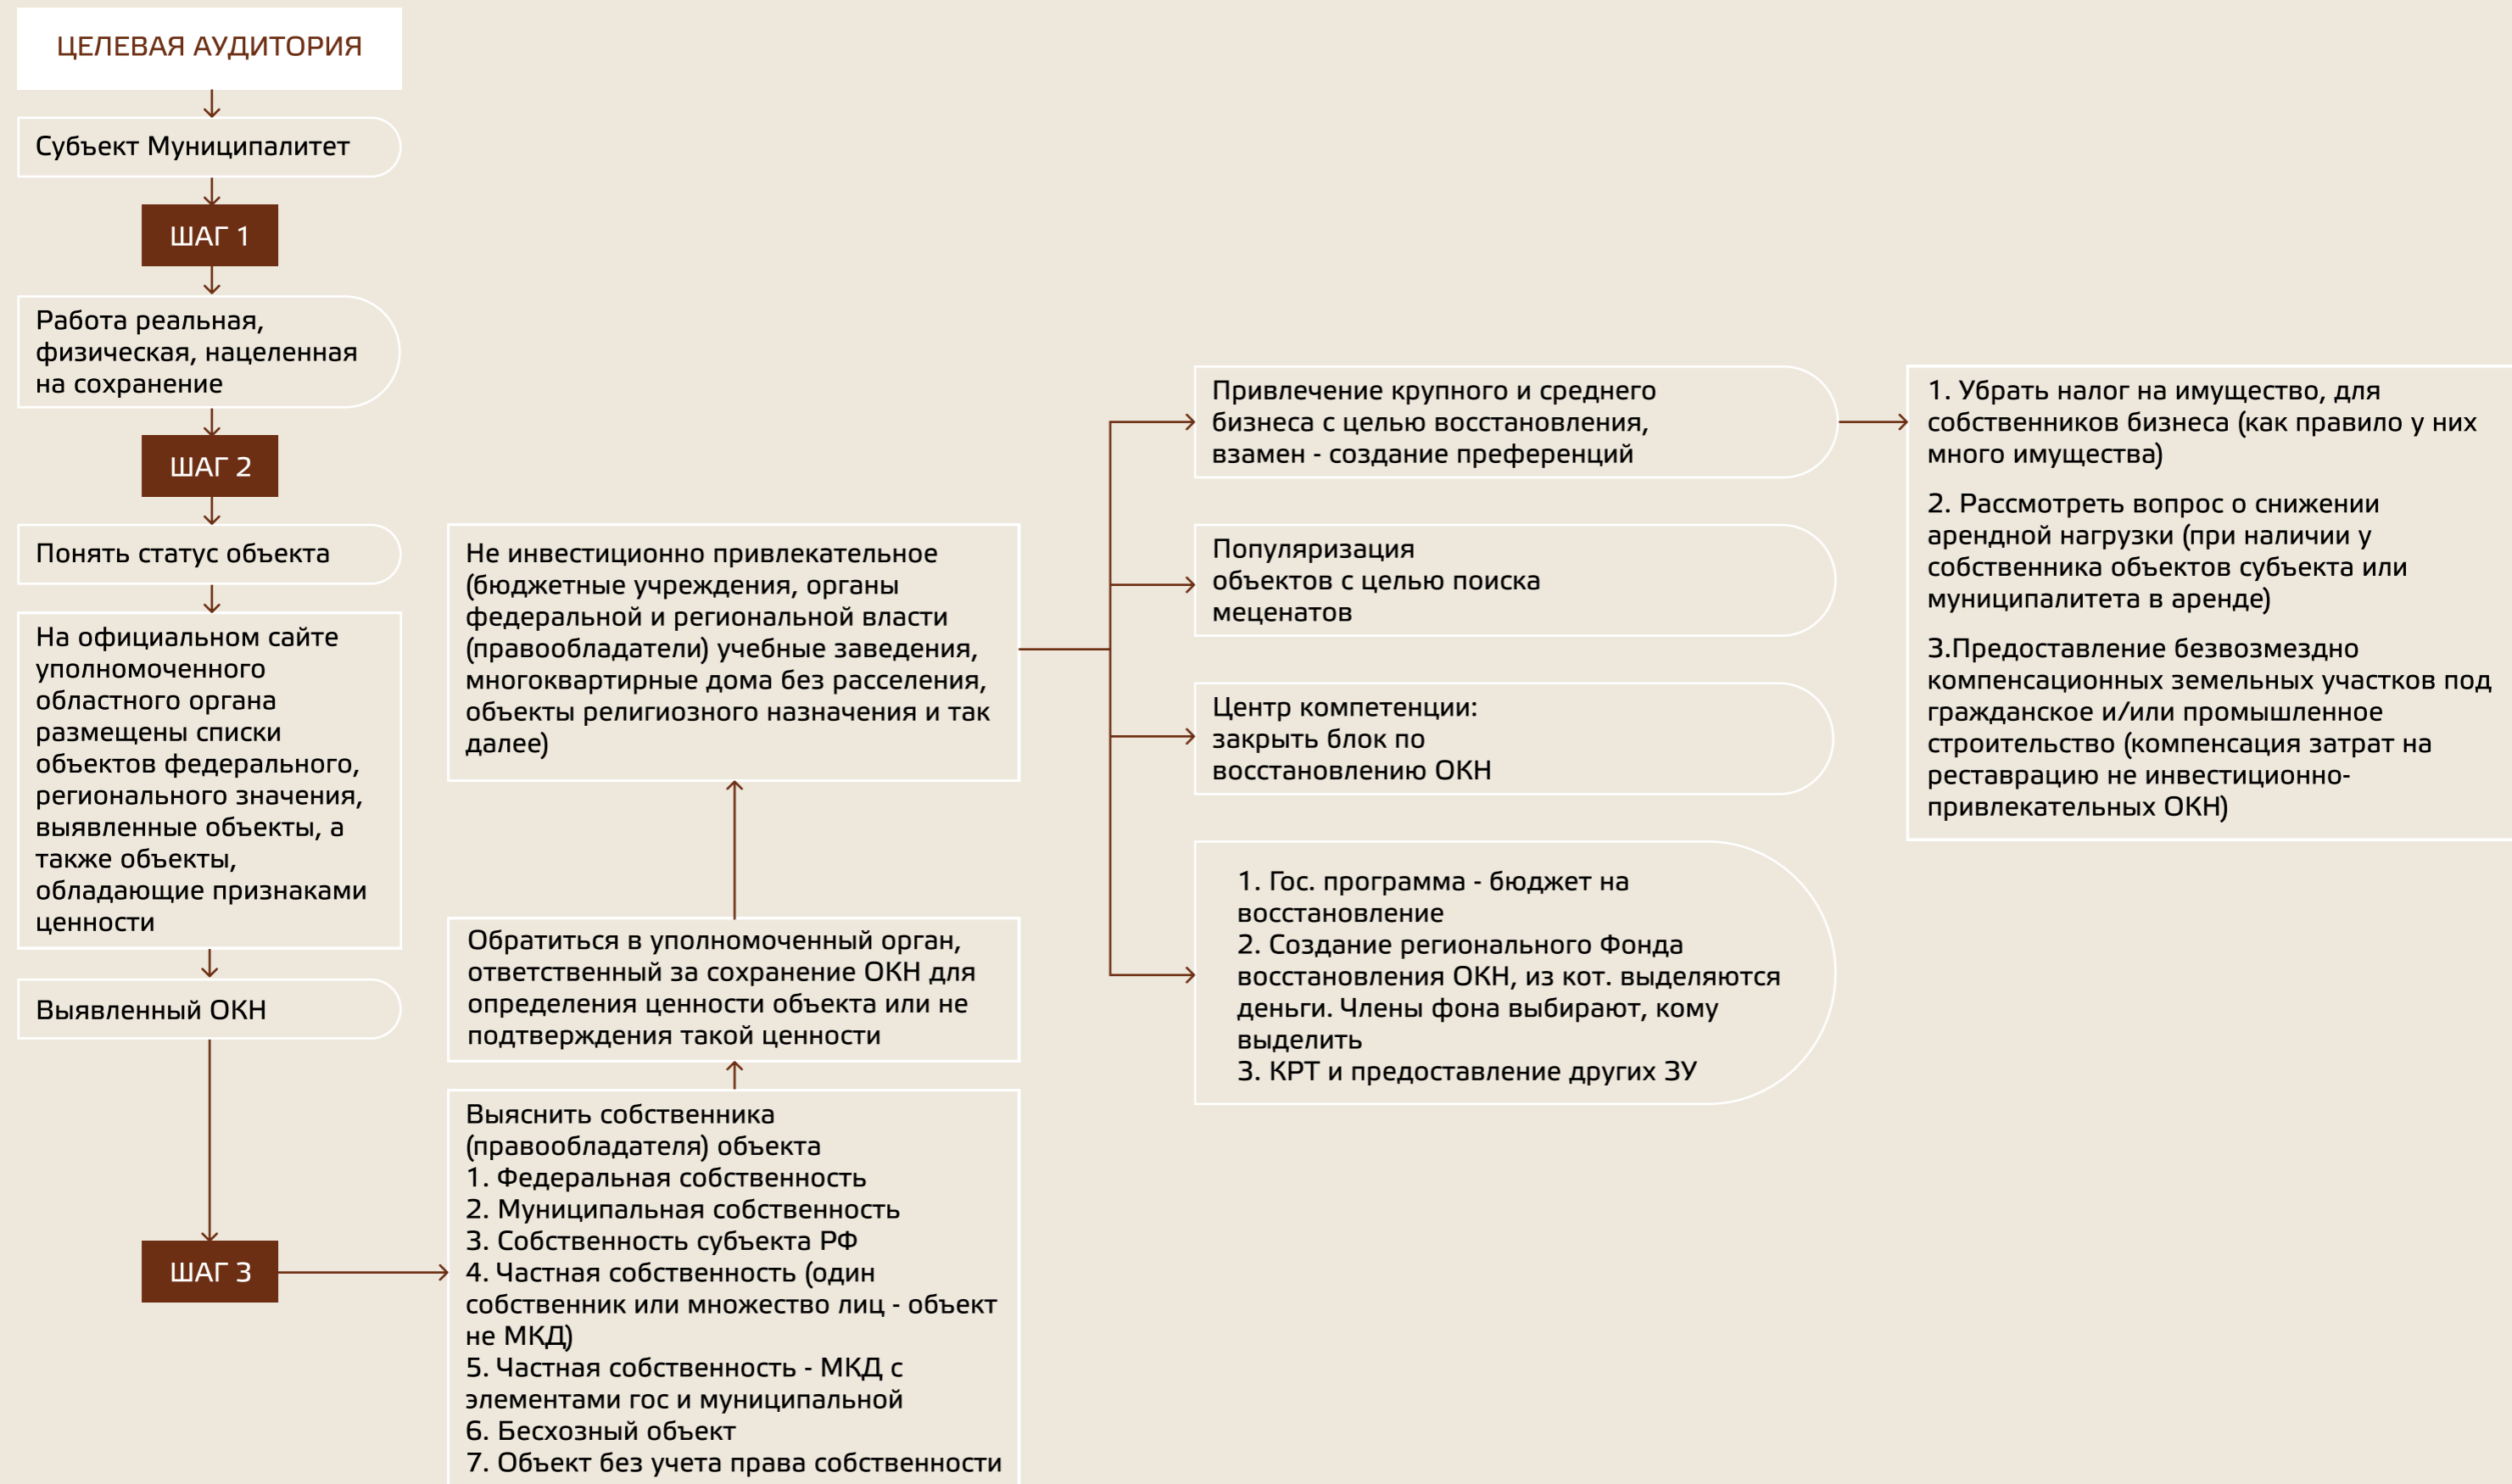 ЦЕЛЕВАЯ АУДИТОРИЯ
Субъект Муниципалитет
ШАГ 1
Работа реальная,
физическая, нацеленная
на сохранение
ШАГ 2
Понять статус объекта
На официальном сайте
уполномоченного
областного органа
размещены списки
объектов федерального,
регионального значения,
выявленные объекты, а
также объекты,
обладающие признаками
ценности
Выявленный ОКН
ШАГ 3
Выяснить собственника
(правообладателя) объекта
1. Федеральная собственность
2. Муниципальная собственность
3. Собственность субъекта РФ
4. Частная собственность (один
собственник или множество лиц - объект
не МКД)
5. Частная собственность - МКД с
элементами гос и муниципальной
6. Бесхозный объект
7. Объект без учета права собственности
Обратиться в уполномоченный орган,
ответственный за сохранение ОКН для
определения ценности объекта или не
подтверждения такой ценности
Не инвестиционно привлекательное
(бюджетные учреждения, органы
федеральной и региональной власти
(правообладатели) учебные заведения,
многоквартирные дома без расселения,
объекты религиозного назначения и так
далее)
Привлечение крупного и среднего
бизнеса с целью восстановления,
взамен - создание преференций
Популяризация
объектов с целью поиска
меценатов
Центр компетенции:
закрыть блок по
восстановлению ОКН
1. Гос. программа - бюджет на
восстановление
2. Создание регионального Фонда
восстановления ОКН, из кот. выделяются
деньги. Члены фона выбирают, кому
выделить
3. КРТ и предоставление других ЗУ
1. Убрать налог на имущество, для
собственников бизнеса (как правило у них
много имущества)
2. Рассмотреть вопрос о снижении
арендной нагрузки (при наличии у
собственника объектов субъекта или
муниципалитета в аренде)
3.Предоставление безвозмездно
компенсационных земельных участков под
гражданское и/или промышленное
строительство (компенсация затрат на
реставрацию не инвестиционно-
привлекательных ОКН)